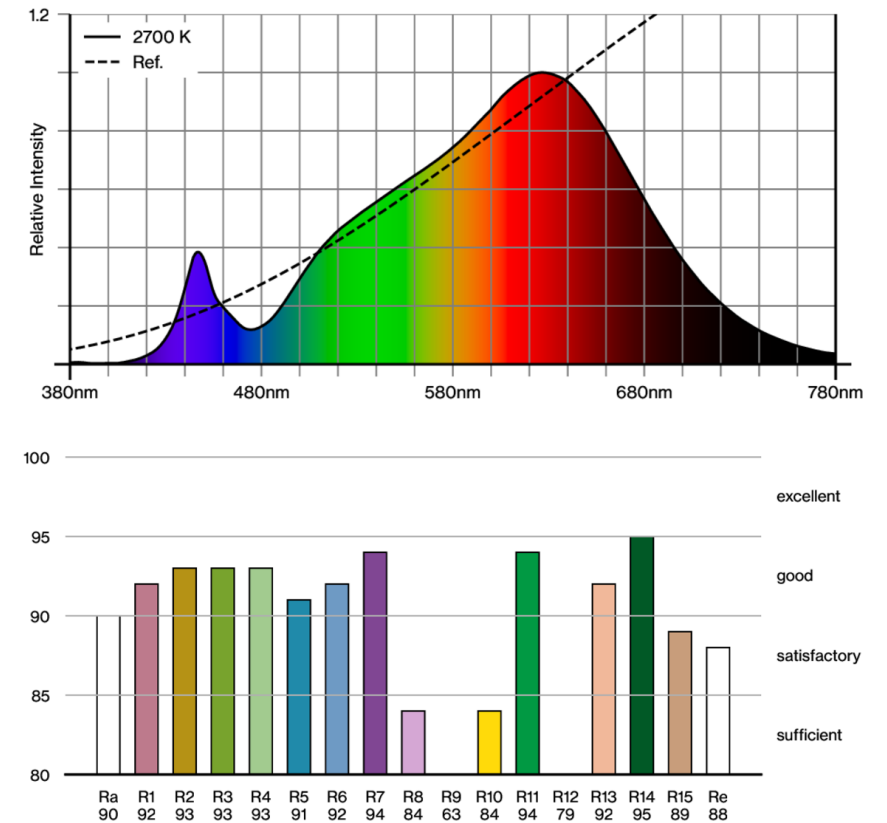 1.2
2700 K
Ref.
Relative Intensity
380nm 480nm 580nm 680nm 780nm
100
excellent
95
good
90
satisfactory
85
sufficient
80
Ra R1 R2 R3 R4 R5 R6 R7 R8 R9 R10 R11 R12 R13 R14 R15 Re
90 92 93 93 93 91 92 94 84 63 84 94 79 92 95 89 88